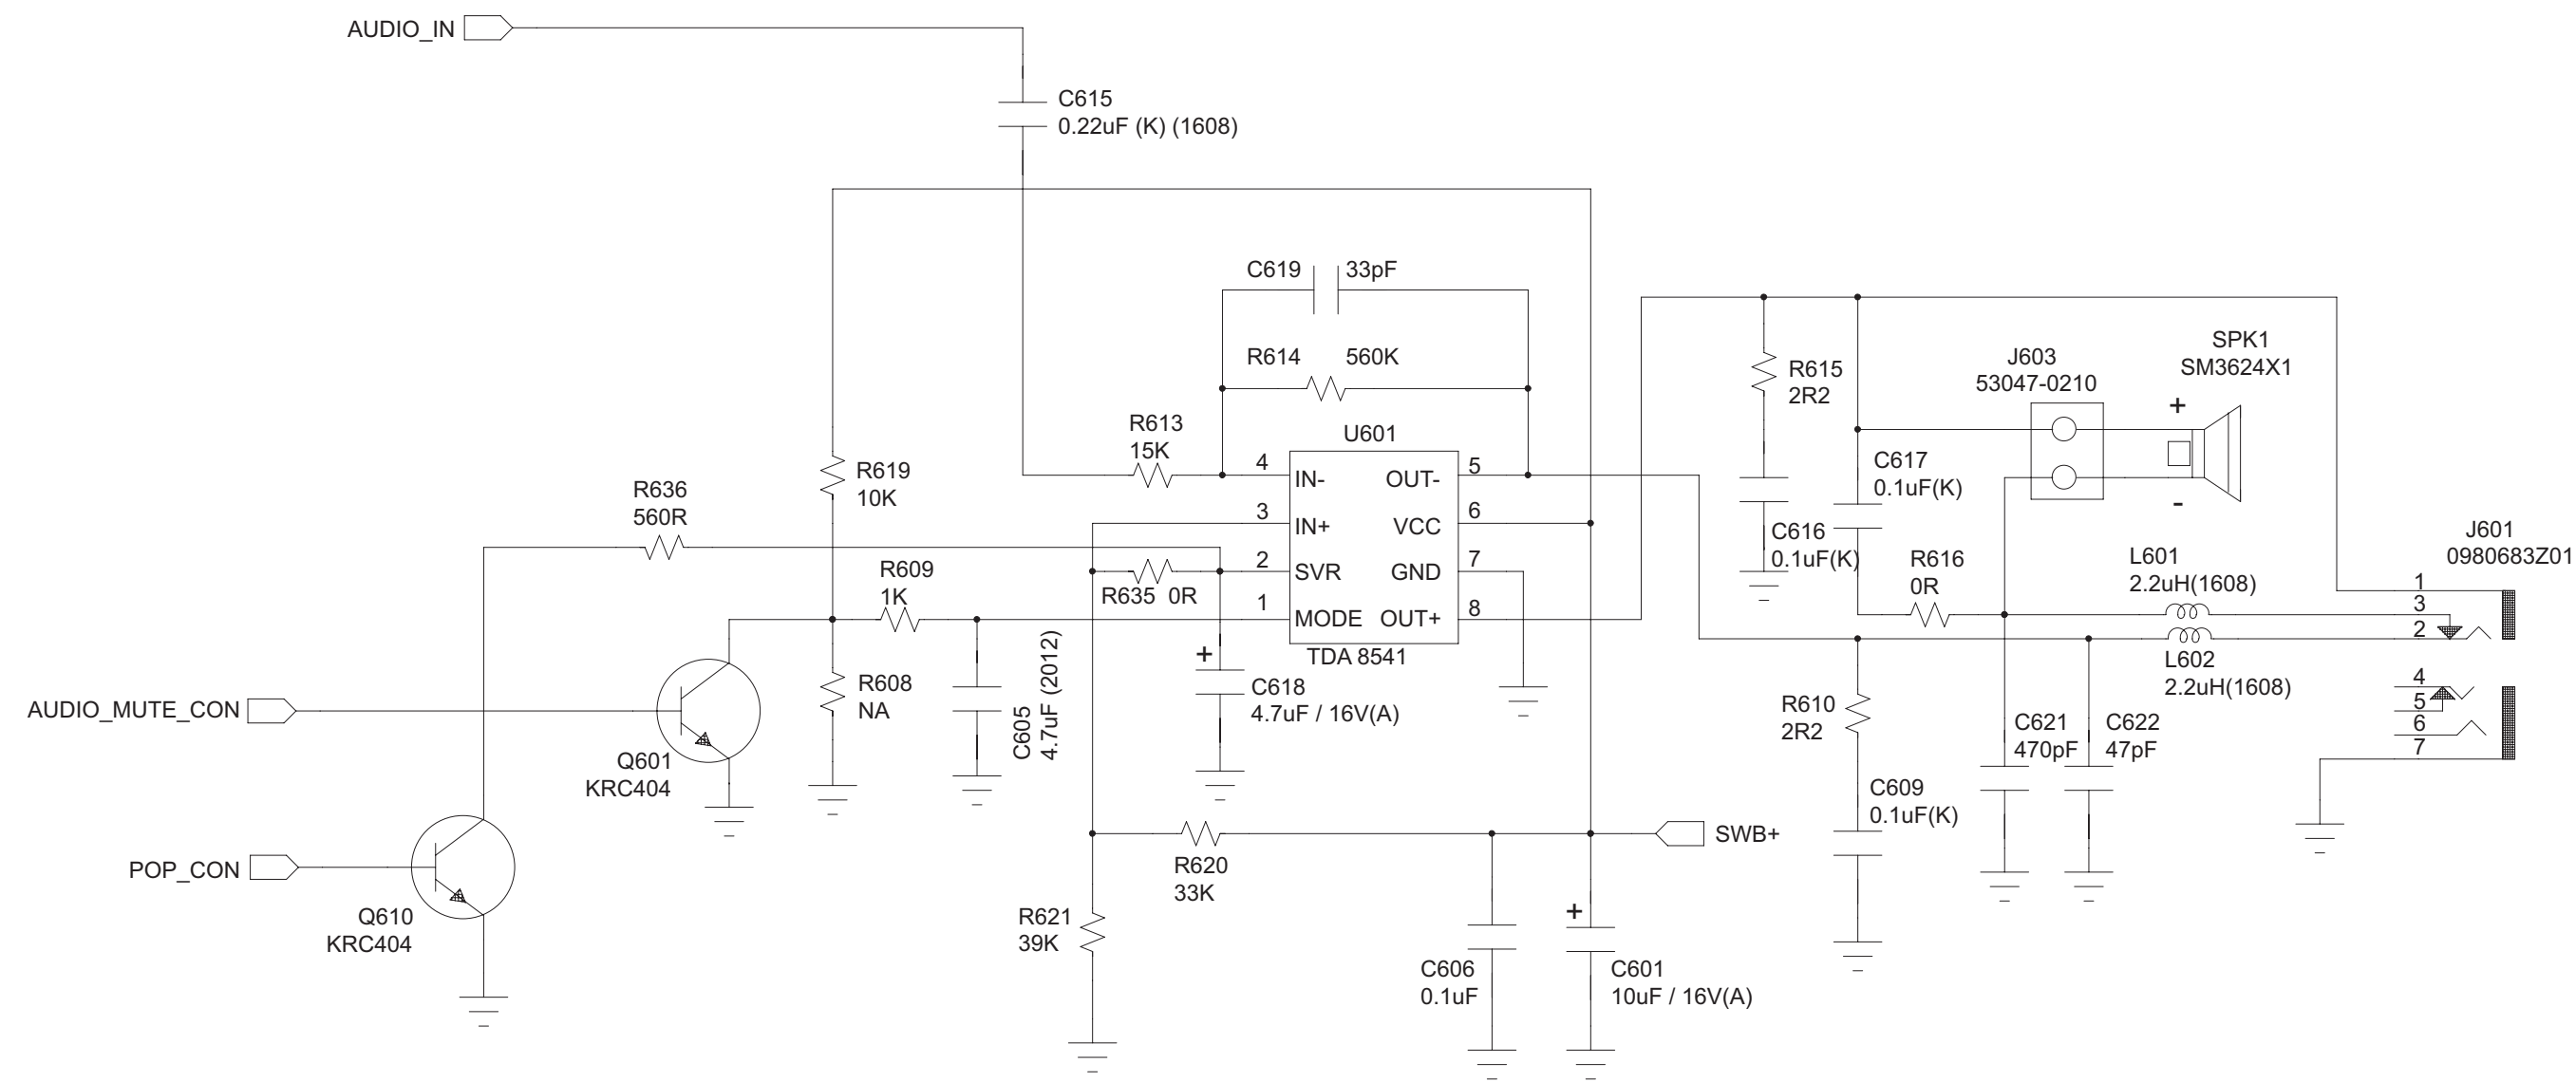 AUDIO_IN
C615
0.22uF (K) (1608)
C619 33pF
R614 560K
R613
15K
U601
4 IN- OUT- 5
3 IN+ VCC 6
2 SVR GND 7
1 MODE OUT+ 8
TDA 8541
R619
10K
R636
560R
R609
1K
R635 0R
R608
NA
C605
4.7uF (2012)
+
C618
4.7uF / 16V(A)
AUDIO_MUTE_CON
Q601
KRC404
POP_CON
Q610
KRC404
R620
33K
R621
39K
SWB+
C606
0.1uF
+
C601
10uF / 16V(A)
R615
2R2
C616
0.1uF(K)
C617
0.1uF(K)
R616
0R
J603
53047-0210
SPK1
SM3624X1
+
-
L601
2.2uH(1608)
L602
2.2uH(1608)
R610
2R2
C609
0.1uF(K)
C621
470pF
C622
47pF
J601
0980683Z01
1
3
2
4
5
6
7